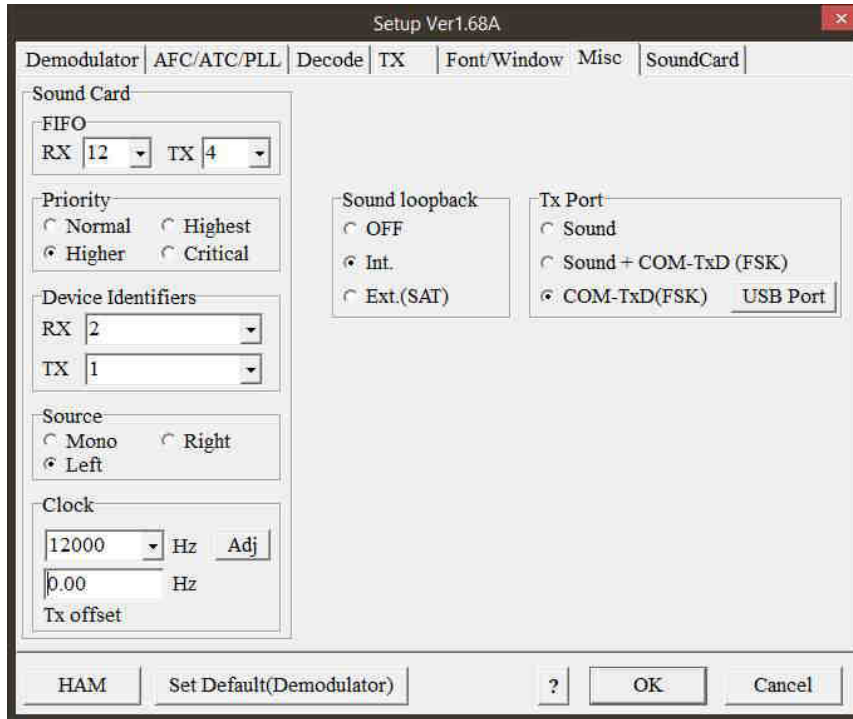 Setup Ver1.68A
Demodulator AFC/ATC/PLL Decode TX Font/Window Misc SoundCard
Sound Card
FIFO
RX 12 TX 4
Priority
Normal Highest
Higher Critical
Device Identifiers
RX 2
TX 1
Source
Mono Right
Left
Clock
12000 Hz Adj
0.00 Hz
Tx offset
Sound loopback
OFF
Int.
Ext.(SAT)
Tx Port
Sound
Sound + COM-TxD (FSK)
COM-TxD(FSK) USB Port
HAM Set Default(Demodulator) ? OK Cancel